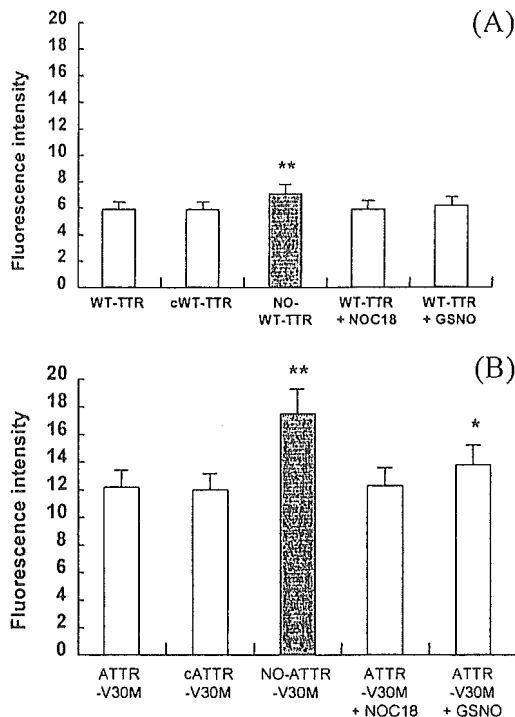 (A)
Fluorescence intensity
20
18
16
14
12
10
8
6
4
2
0
**
WT-TTR
cWT-TTR
NO-
WT-TTR
WT-TTR
+ NOC18
WT-TTR
+ GSNO
(B)
Fluorescence intensity
20
18
16
14
12
10
8
6
4
2
0
**
*
ATTR
-V30M
cATTR
-V30M
NO-ATTR
-V30M
ATTR
-V30M
+ NOC18
ATTR
-V30M
+ GSNO